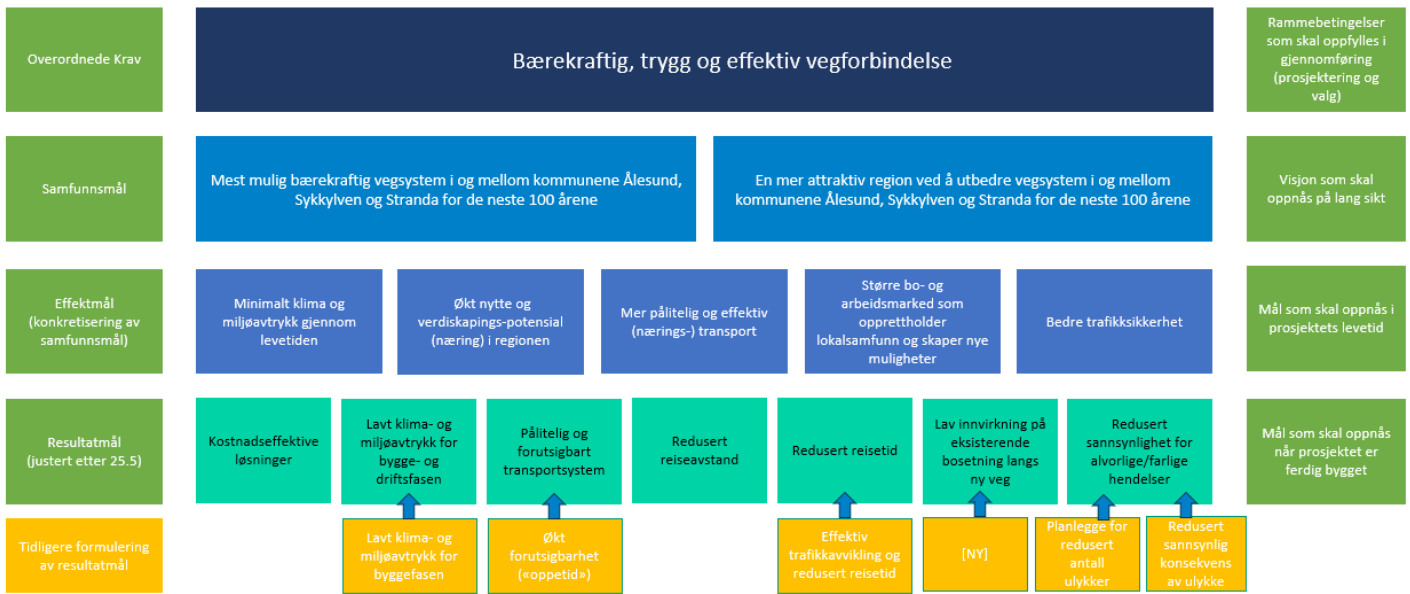 Overordnede Krav
Bærekraftig, trygg og effektiv vegforbindelse
Rammebetingelser
som skal oppfylles i
gjennomføring
(prosjektering og
valg)
Samfunnsmål
Mest mulig bærekraftig vegsystem i og mellom kommunene Ålesund,
Sykkylven og Stranda for de neste 100 årene
En mer attraktiv region ved å utbedre vegsystem i og mellom
kommunene Ålesund, Sykkylven og Stranda for de neste 100 årene
Visjon som skal
oppnås på lang sikt
Effektmål
(konkretisering av
samfunnsmål)
Minimalt klima og
miljøavtrykk gjennom
levetiden
Økt nytte og
verdiskapings-potensial
(næring) i regionen
Mer pålitelig og effektiv
(nærings-) transport
Større bo- og
arbeidsmarked som
opprettholder
lokalsamfunn og skaper nye
muligheter
Bedre trafikksikkerhet
Mål som skal oppnås i
prosjektets levetid
Resultatmål
(justert etter 25.5)
Kostnadseffektive
løsninger
Lavt klima- og
miljøavtrykk for
bygge- og
driftsfasen
Pålitelig og
forutsigbart
transportsystem
Redusert
reiseavstand
Redusert reisetid
Lav innvirkning på
eksisterende
bosetning langs
ny veg
Redusert
sannsynlighet for
alvorlige/farlige
hendelser
Mål som skal oppnås
når prosjektet er
ferdig bygget
Tidligere formulering
av resultatmål
Lavt klima- og
miljøavtrykk for
byggefasen
Økt
forutsigbarhet
(«oppetid»)
Effektiv
trafikkavvikling og
redusert reisetid
[NY]
Planlegge for
redusert
antall
ulykker
Redusert
sannsynlig
konsekvens
av ulykke